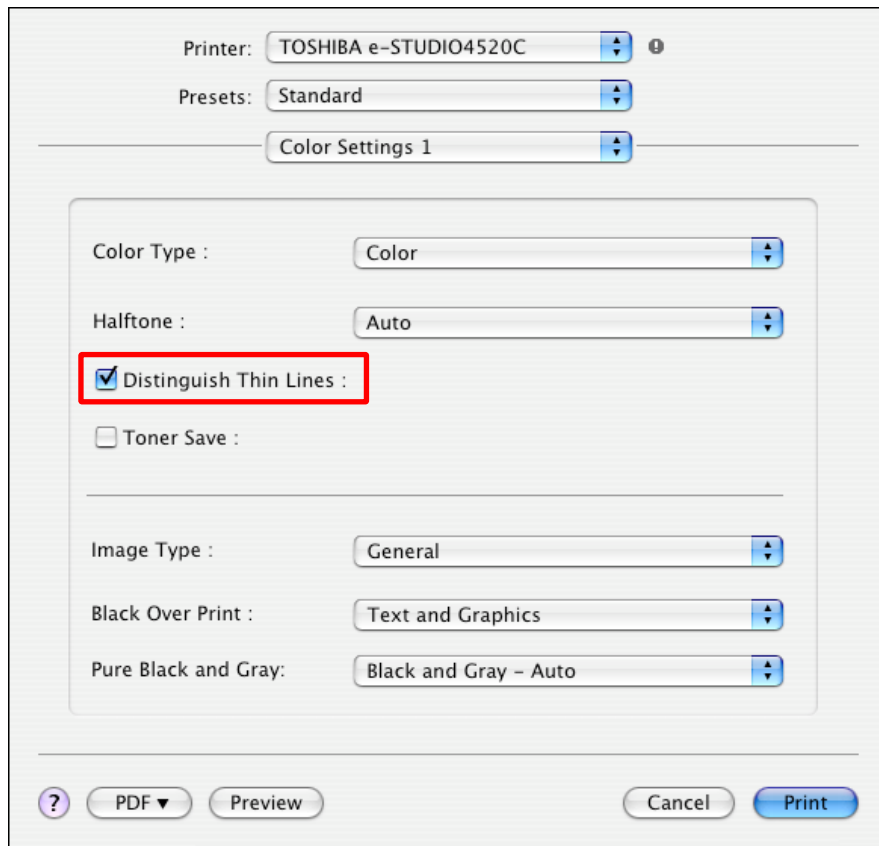 Printer: TOSHIBA e-STUDIO4520C
Presets: Standard
Color Settings 1
Color Type : Color
Halftone : Auto
Distinguish Thin Lines :
Toner Save :
Image Type : General
Black Over Print : Text and Graphics
Pure Black and Gray: Black and Gray – Auto
? PDF ▼ Preview Cancel Print